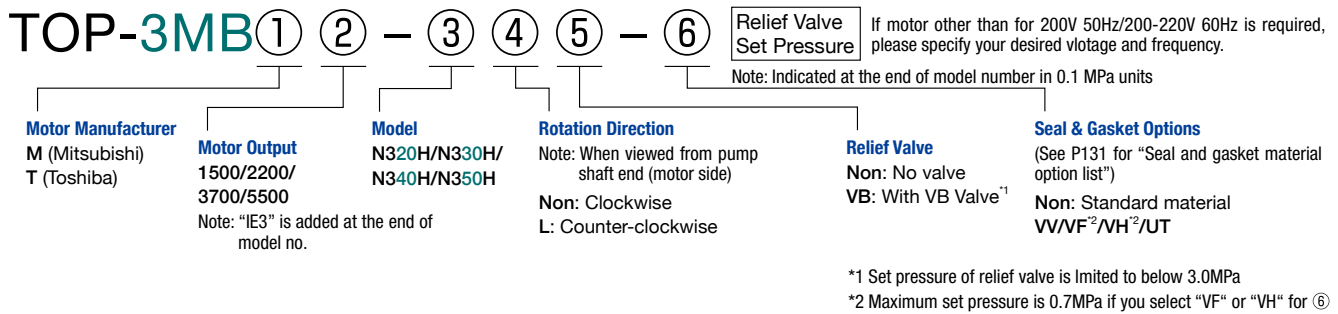 TOP-3MB① ② – ③ ④ ⑤ – ⑥
Relief Valve
Set Pressure
If motor other than for 200V 50Hz/200-220V 60Hz is required,
please specify your desired vlotage and frequency.
Note: Indicated at the end of model number in 0.1 MPa units
Motor Manufacturer
M (Mitsubishi)
T (Toshiba)
Motor Output
1500/2200/
3700/5500
Note: "IE3" is added at the end of
model no.
Model
N320H/N330H/
N340H/N350H
Rotation Direction
Note: When viewed from pump
shaft end (motor side)
Non: Clockwise
L: Counter-clockwise
Relief Valve
Non: No valve
VB: With VB Valve*1
Seal & Gasket Options
(See P131 for "Seal and gasket material
option list")
Non: Standard material
VV/VF*2/VH*2/UT
*1 Set pressure of relief valve is lmited to below 3.0MPa
*2 Maximum set pressure is 0.7MPa if you select "VF" or "VH" for ⑥